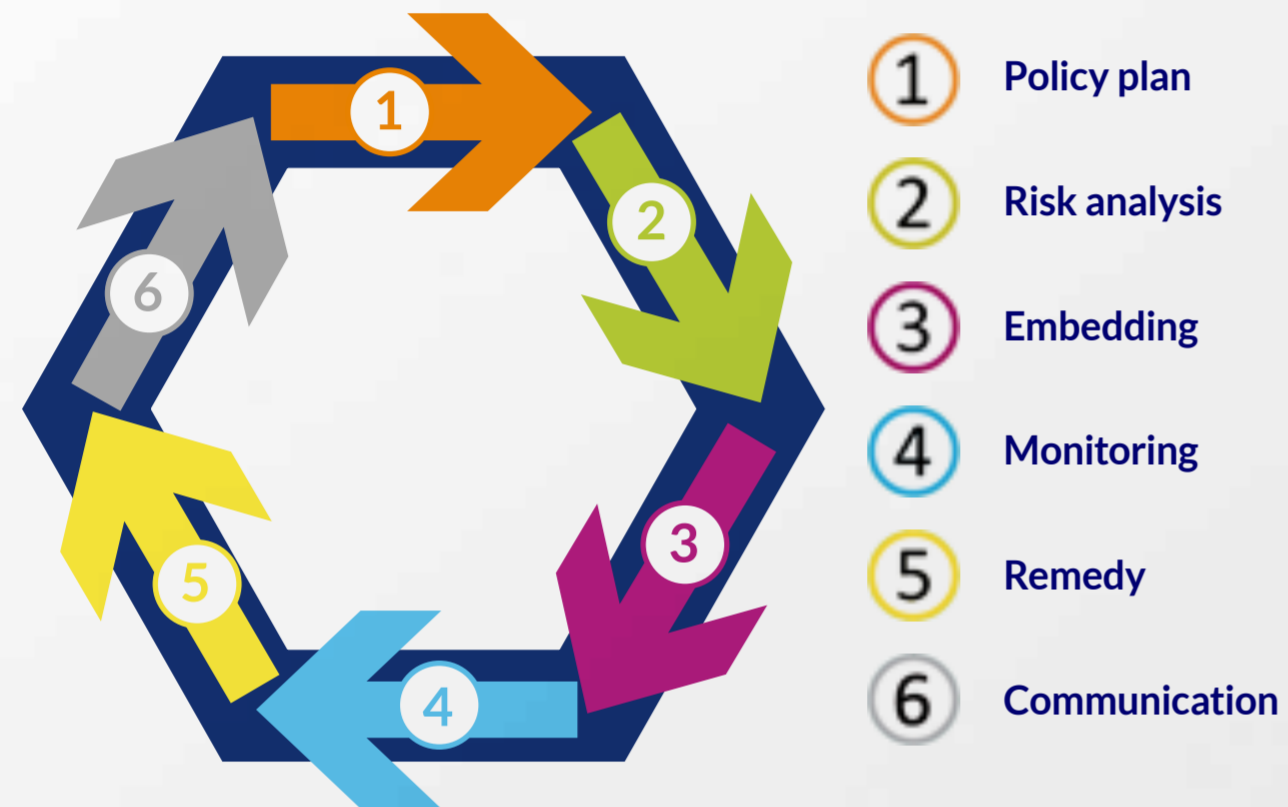 1
2
3
4
5
6
1 Policy plan
2 Risk analysis
3 Embedding
4 Monitoring
5 Remedy
6 Communication